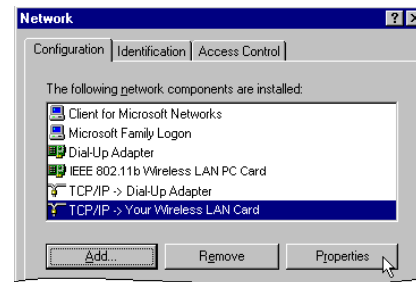 Network
Configuration Identification Access Control
The following network components are installed:
Client for Microsoft Networks
Microsoft Family Logon
Dial-Up Adapter
IEEE 802.11b Wireless LAN PC Card
TCP/IP -> Dial-Up Adapter
TCP/IP -> Your Wireless LAN Card
Add... Remove Properties